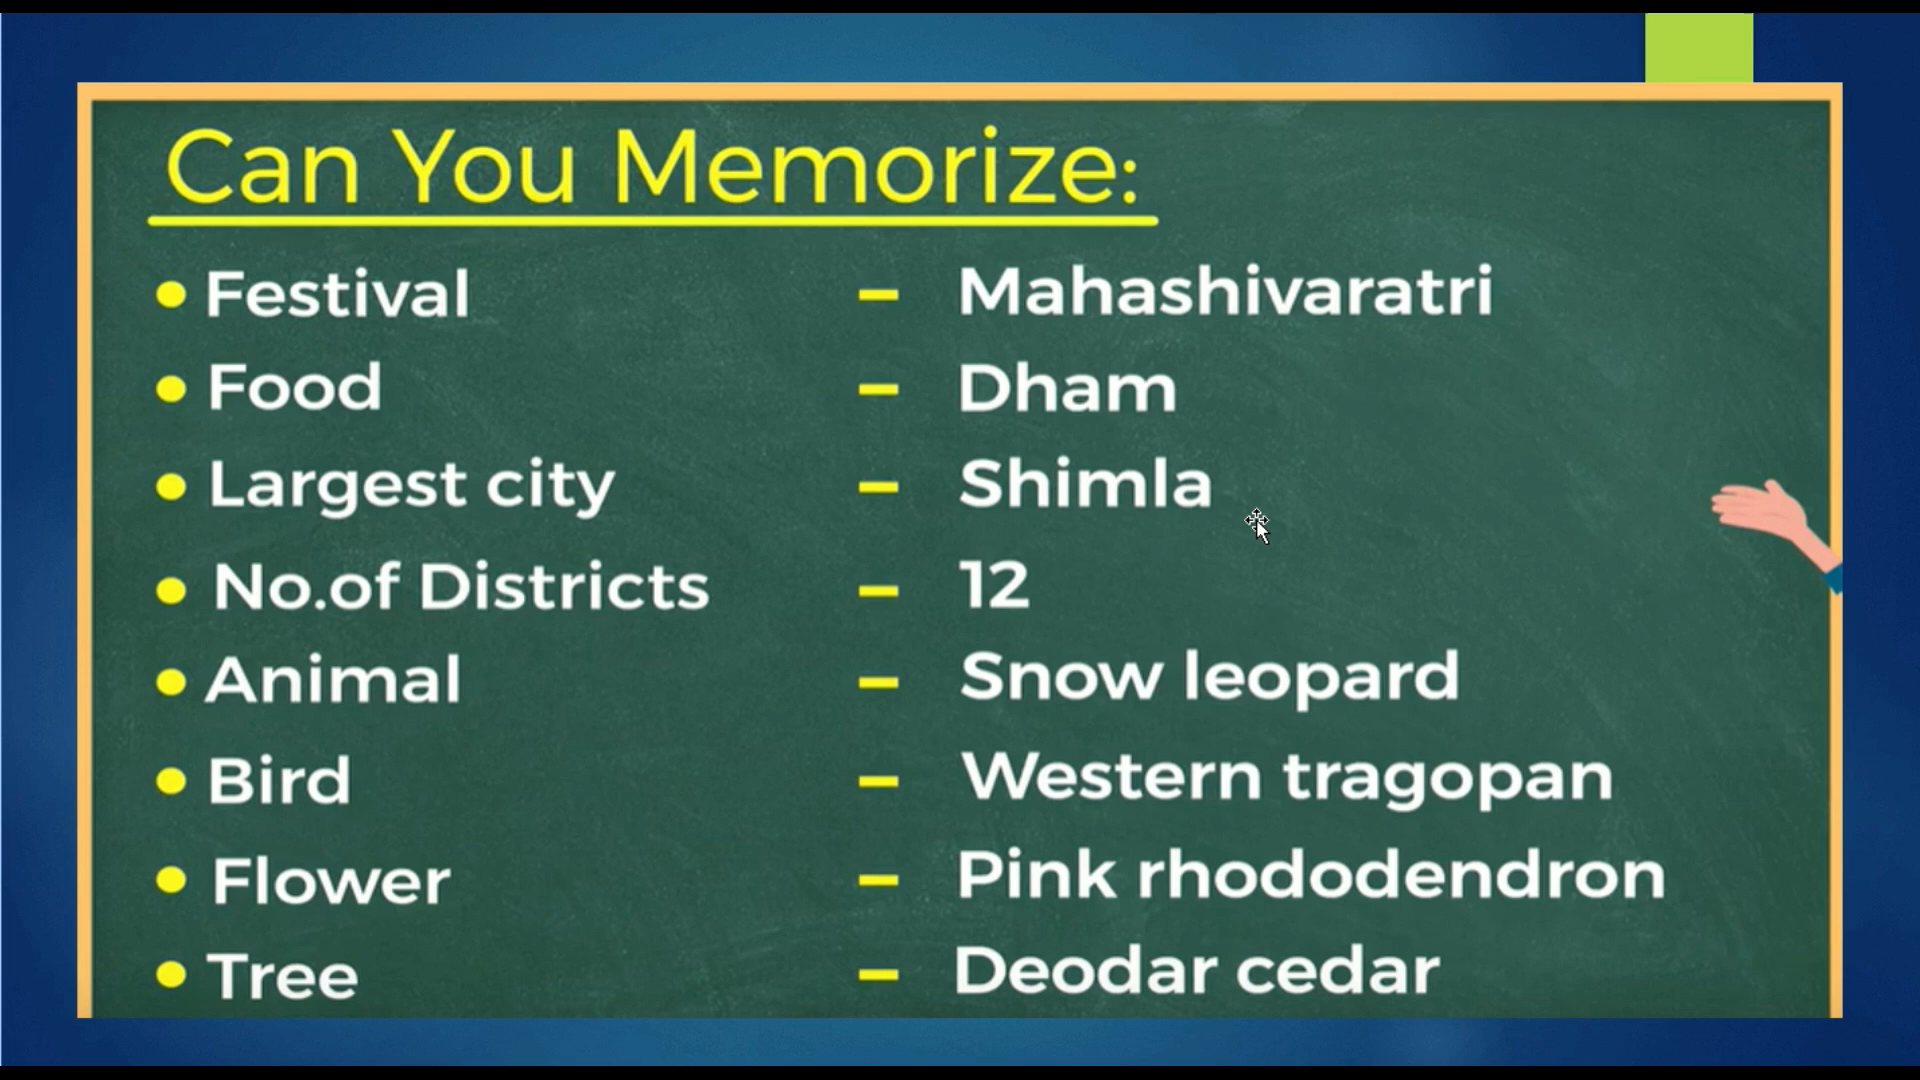 Can You Memorize:
• Festival – Mahashivaratri
• Food – Dham
• Largest city – Shimla
• No.of Districts – 12
• Animal – Snow leopard
• Bird – Western tragopan
• Flower – Pink rhododendron
• Tree – Deodar cedar